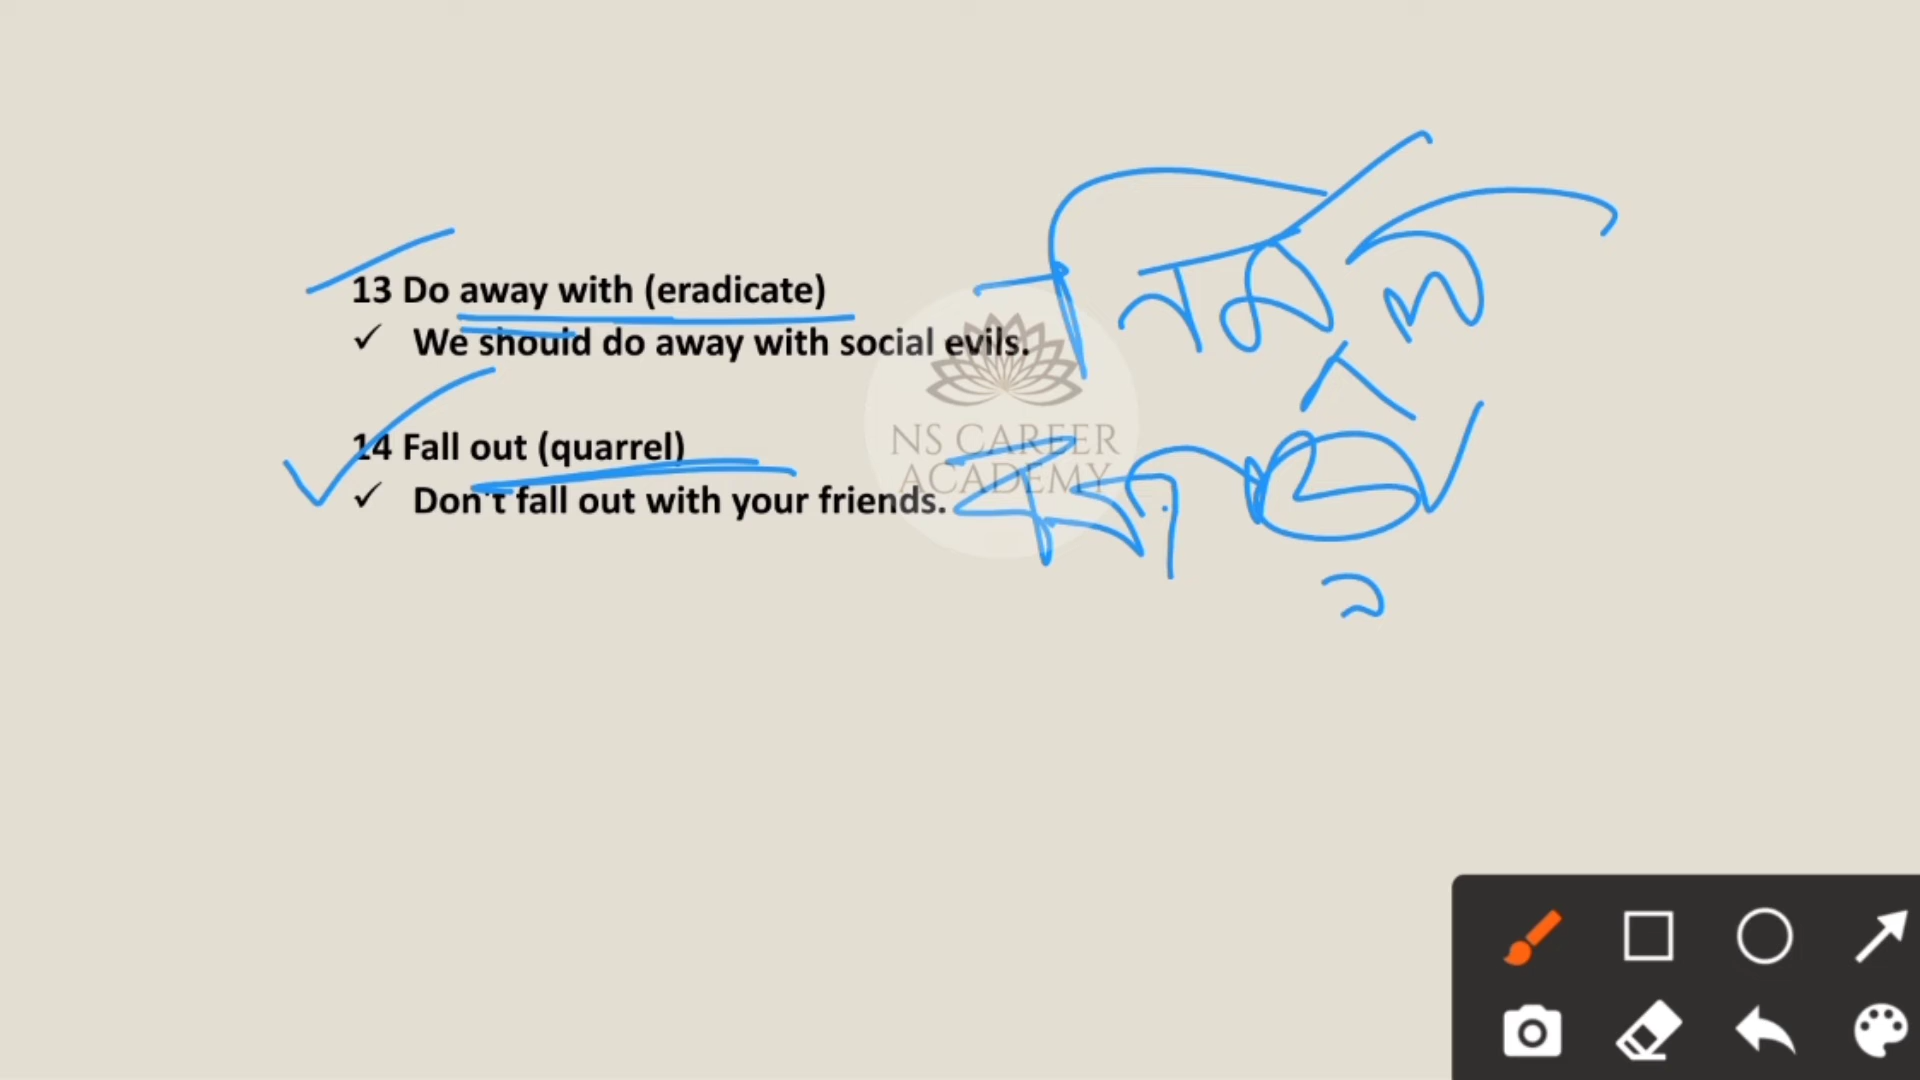 13 Do away with (eradicate)
✓ We should do away with social evils.
14 Fall out (quarrel)
✓ Don't fall out with your friends.
NS CAREER
ACADEMY